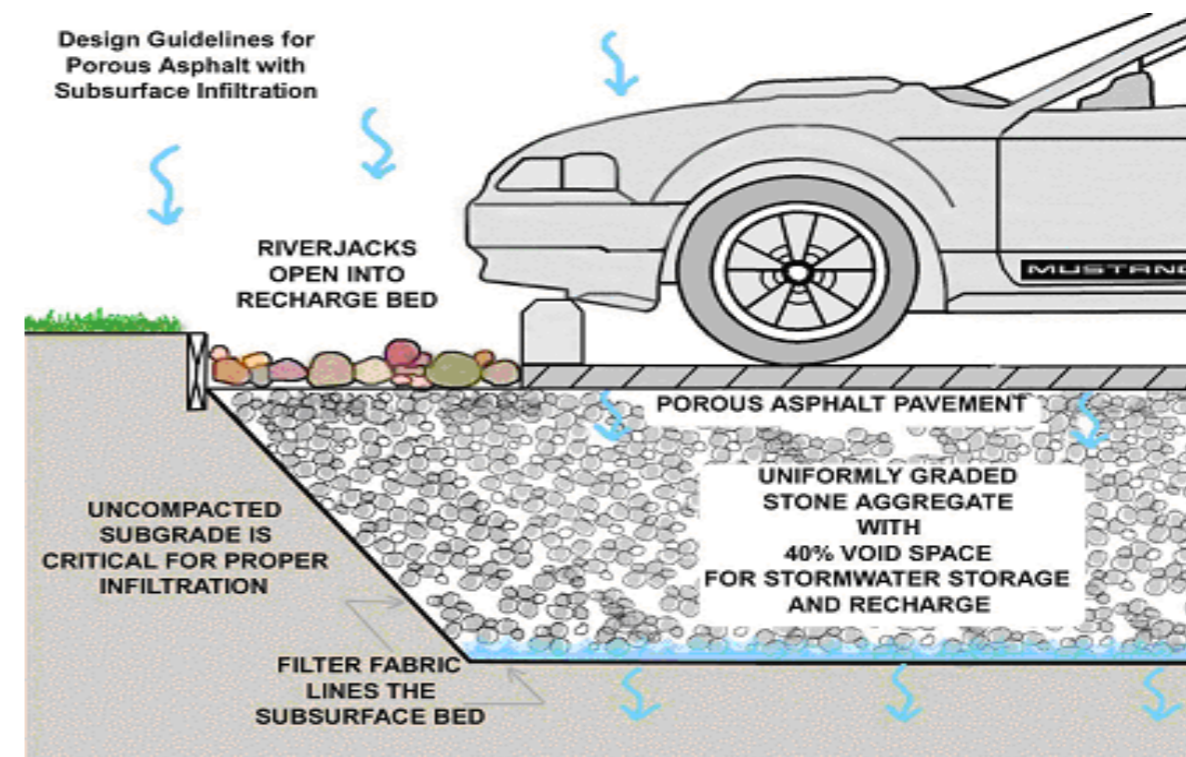 Design Guidelines for
Porous Asphalt with
Subsurface Infiltration
RIVERJACKS
OPEN INTO
RECHARGE BED
MUSTANG
POROUS ASPHALT PAVEMENT
UNIFORMLY GRADED
STONE AGGREGATE
WITH
40% VOID SPACE
FOR STORMWATER STORAGE
AND RECHARGE
UNCOMPACTED
SUBGRADE IS
CRITICAL FOR PROPER
INFILTRATION
FILTER FABRIC
LINES THE
SUBSURFACE BED